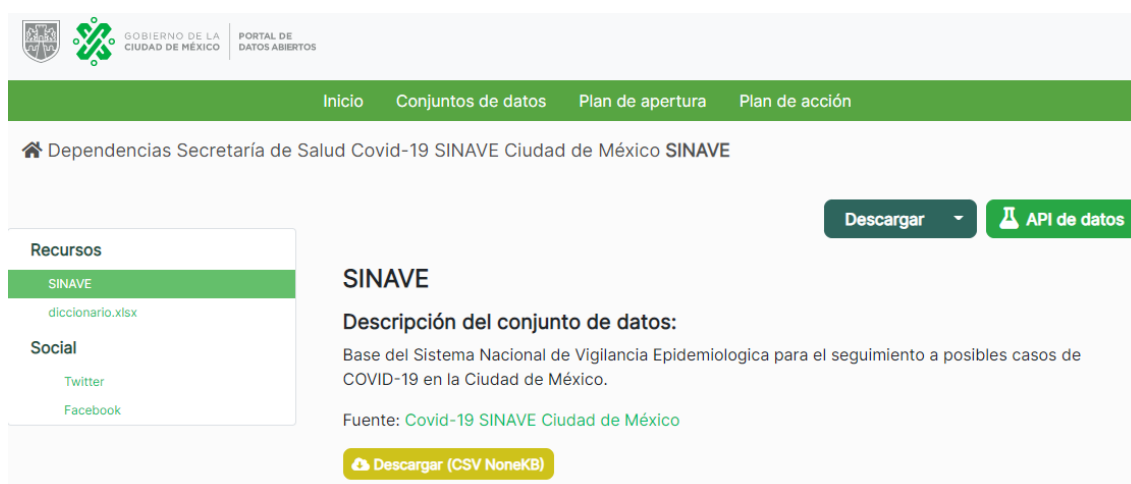 GOBIERNO DE LA
CIUDAD DE MÉXICO
PORTAL DE
DATOS ABIERTOS
Inicio Conjuntos de datos Plan de apertura Plan de acción
Dependencias Secretaría de Salud Covid-19 SINAVE Ciudad de México SINAVE
Descargar
API de datos
Recursos
SINAVE
diccionario.xlsx
Social
Twitter
Facebook
SINAVE
Descripción del conjunto de datos:
Base del Sistema Nacional de Vigilancia Epidemiologica para el seguimiento a posibles casos de
COVID-19 en la Ciudad de México.
Fuente: Covid-19 SINAVE Ciudad de México
Descargar (CSV NoneKB)